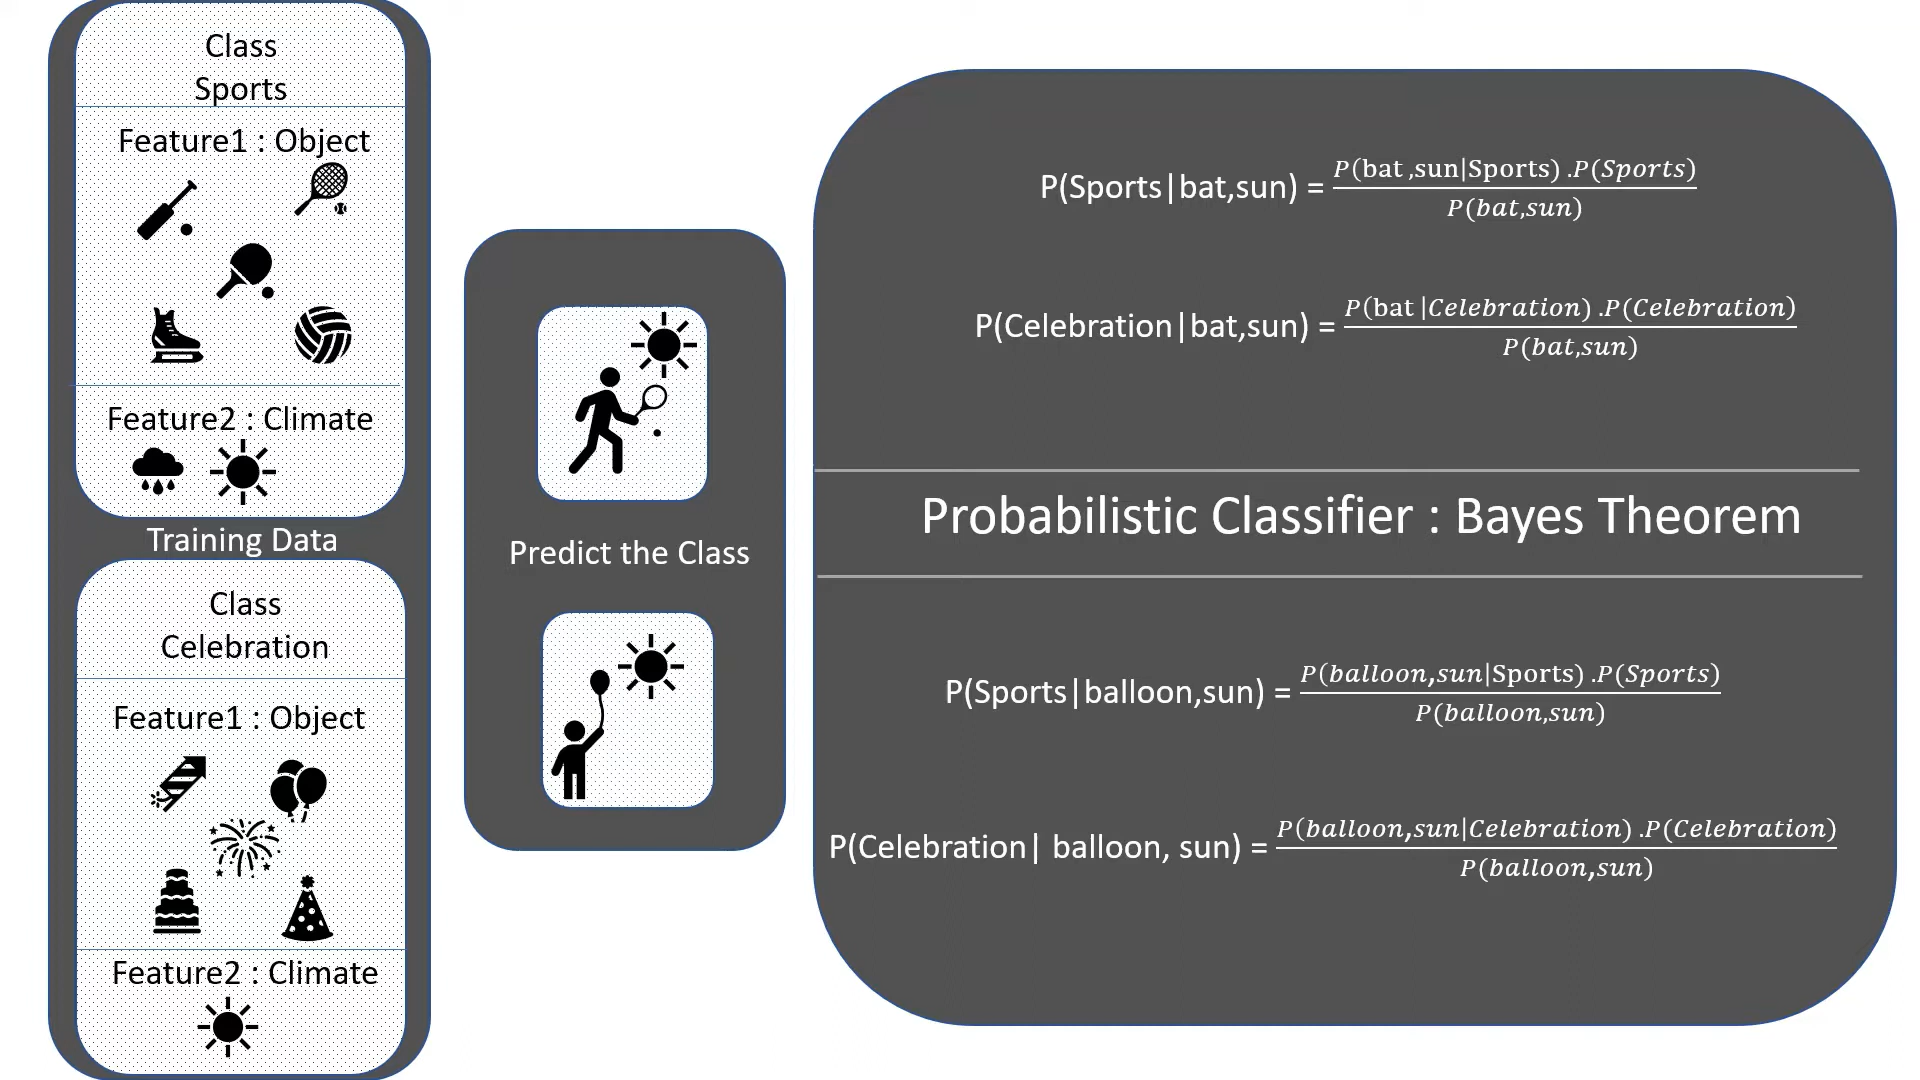 Class
Sports
Feature1 : Object
Feature2 : Climate
Training Data
Class
Celebration
Feature1 : Object
Feature2 : Climate
Predict the Class
P(Sports|bat,sun) = P(bat ,sun|Sports) .P(Sports) / P(bat,sun)
P(Celebration|bat,sun) = P(bat |Celebration) .P(Celebration) / P(bat,sun)
Probabilistic Classifier : Bayes Theorem
P(Sports|balloon,sun) = P(balloon,sun|Sports) .P(Sports) / P(balloon,sun)
P(Celebration| balloon, sun) = P(balloon,sun|Celebration) .P(Celebration) / P(balloon,sun)